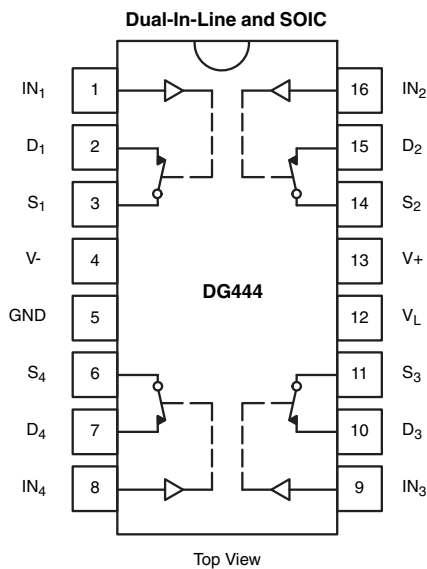 Dual-In-Line and SOIC
IN1 1 16 IN2
D1 2 15 D2
S1 3 14 S2
V- 4 13 V+
DG444
GND 5 12 VL
S4 6 11 S3
D4 7 10 D3
IN4 8 9 IN3
Top View